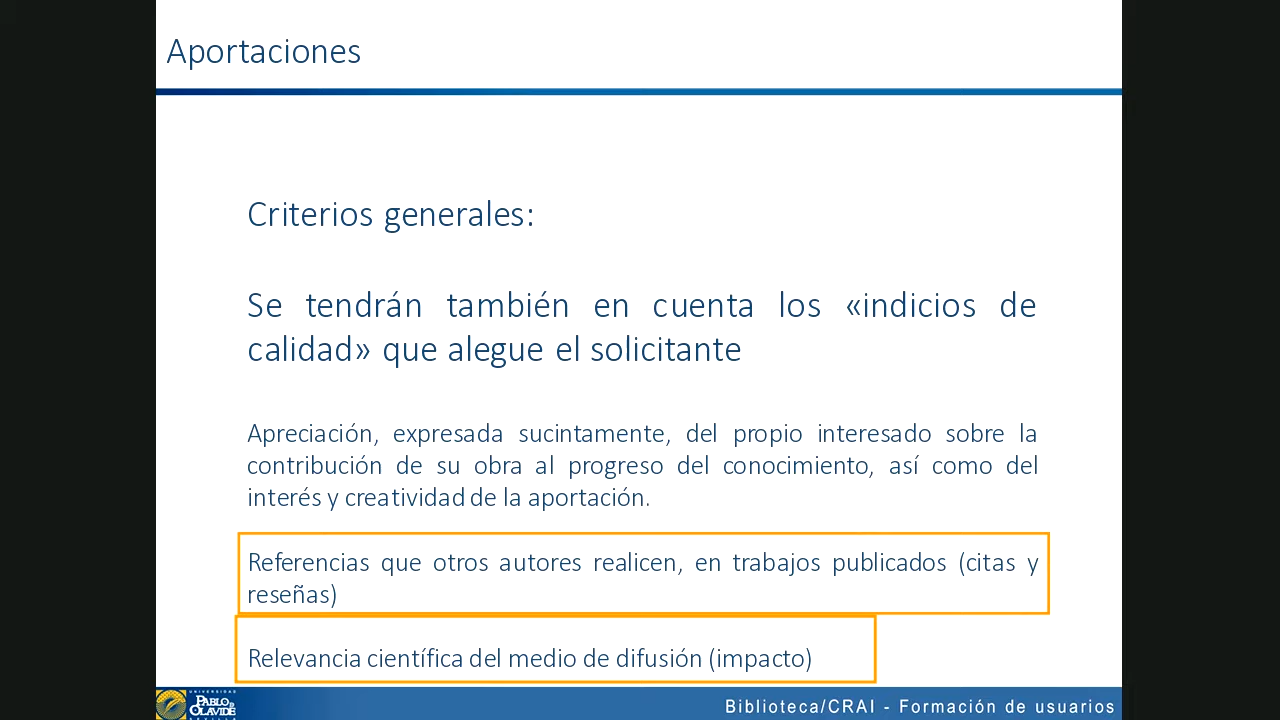 Aportaciones
Criterios generales:
Se tendrán también en cuenta los «indicios de
calidad» que alegue el solicitante
Apreciación, expresada sucintamente, del propio interesado sobre la
contribución de su obra al progreso del conocimiento, así como del
interés y creatividad de la aportación.
Referencias que otros autores realicen, en trabajos publicados (citas y
reseñas)
Relevancia científica del medio de difusión (impacto)
UNIVERSIDAD
PABLO DE
OLAVIDE
SEVILLA
Biblioteca/CRAI - Formación de usuarios